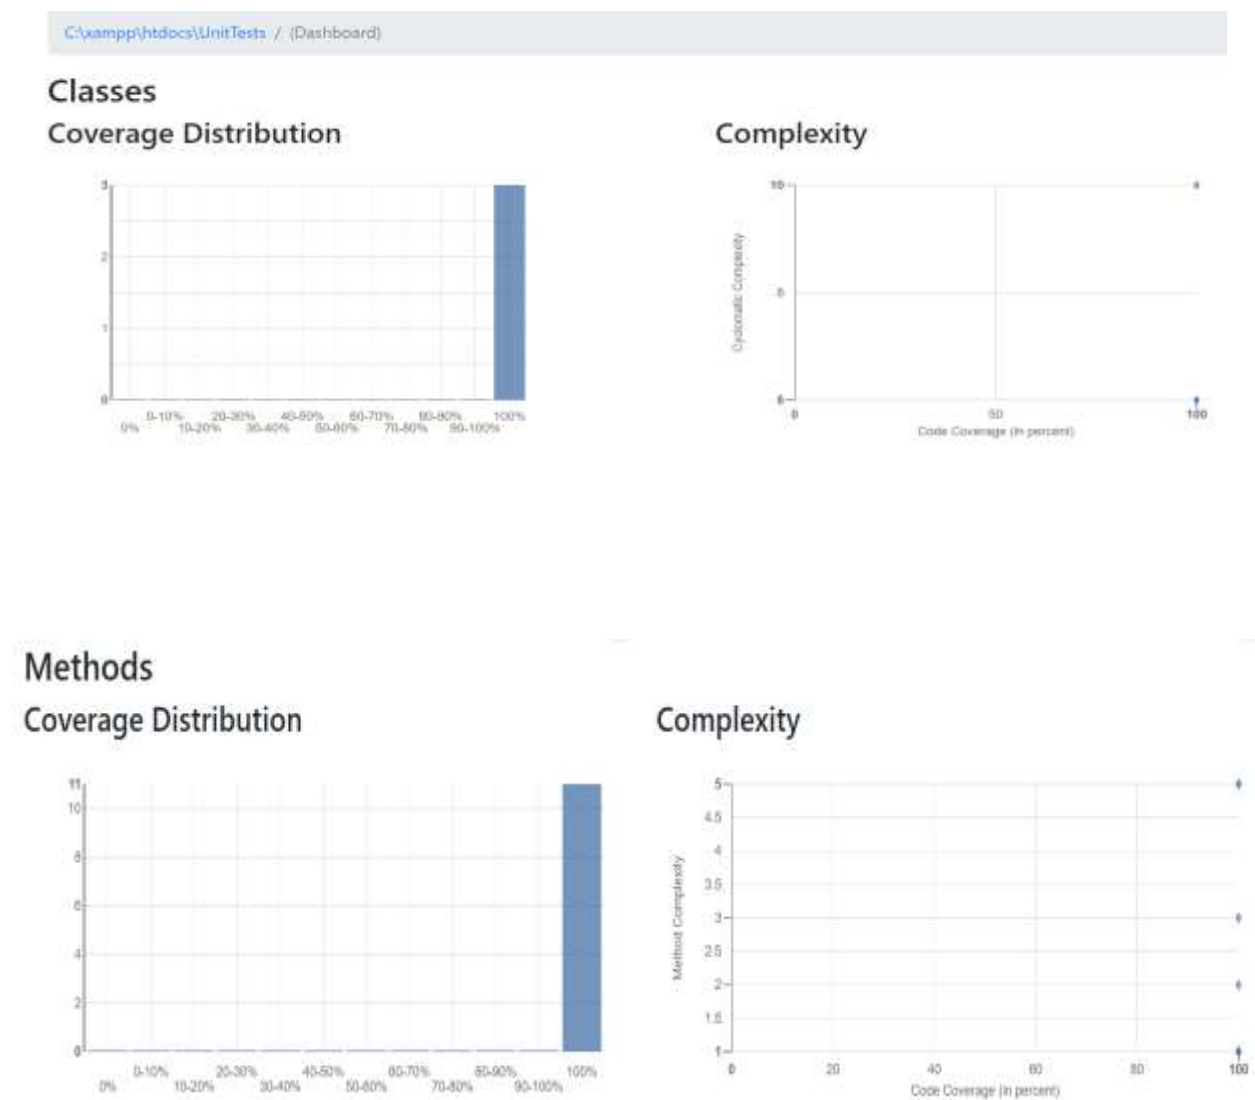 C:\xampp\htdocs\UnitTests / (Dashboard)
Classes
Coverage Distribution
Complexity
3
2
1
0
0% 0-10% 10-20% 20-30% 30-40% 40-50% 50-60% 60-70% 70-80% 80-90% 90-100% 100%
10
Cyclomatic Complexity
0 50 100
Code Coverage (in percent)
Methods
Coverage Distribution
Complexity
11
10
8
6
4
2
0
0% 0-10% 10-20% 20-30% 30-40% 40-50% 50-60% 60-70% 70-80% 80-90% 90-100% 100%
5
4.5
4
3.5
3
2.5
2
1.5
1
Method Complexity
0 20 40 60 80 100
Code Coverage (in percent)